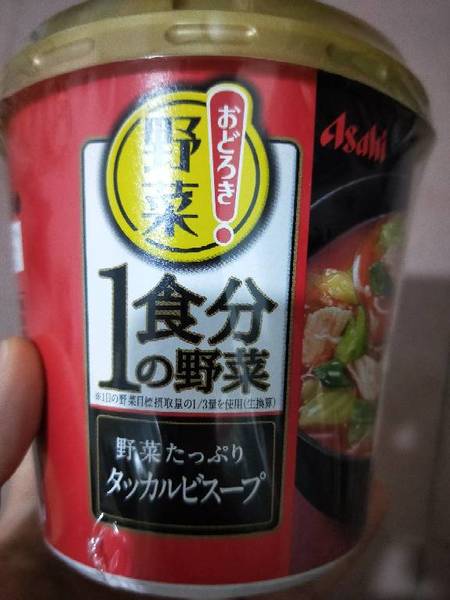 おどろき!
野菜
Asahi
1食分
の野菜
※1日の野菜目標摂取量の1/3量を使用(生換算)
野菜たっぷり
タッカルビスープ